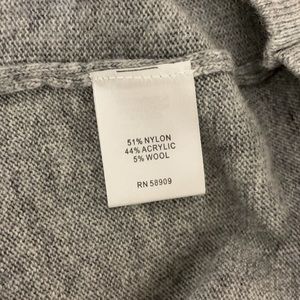 51% NYLON
44% ACRYLIC
5% WOOL
RN 58909